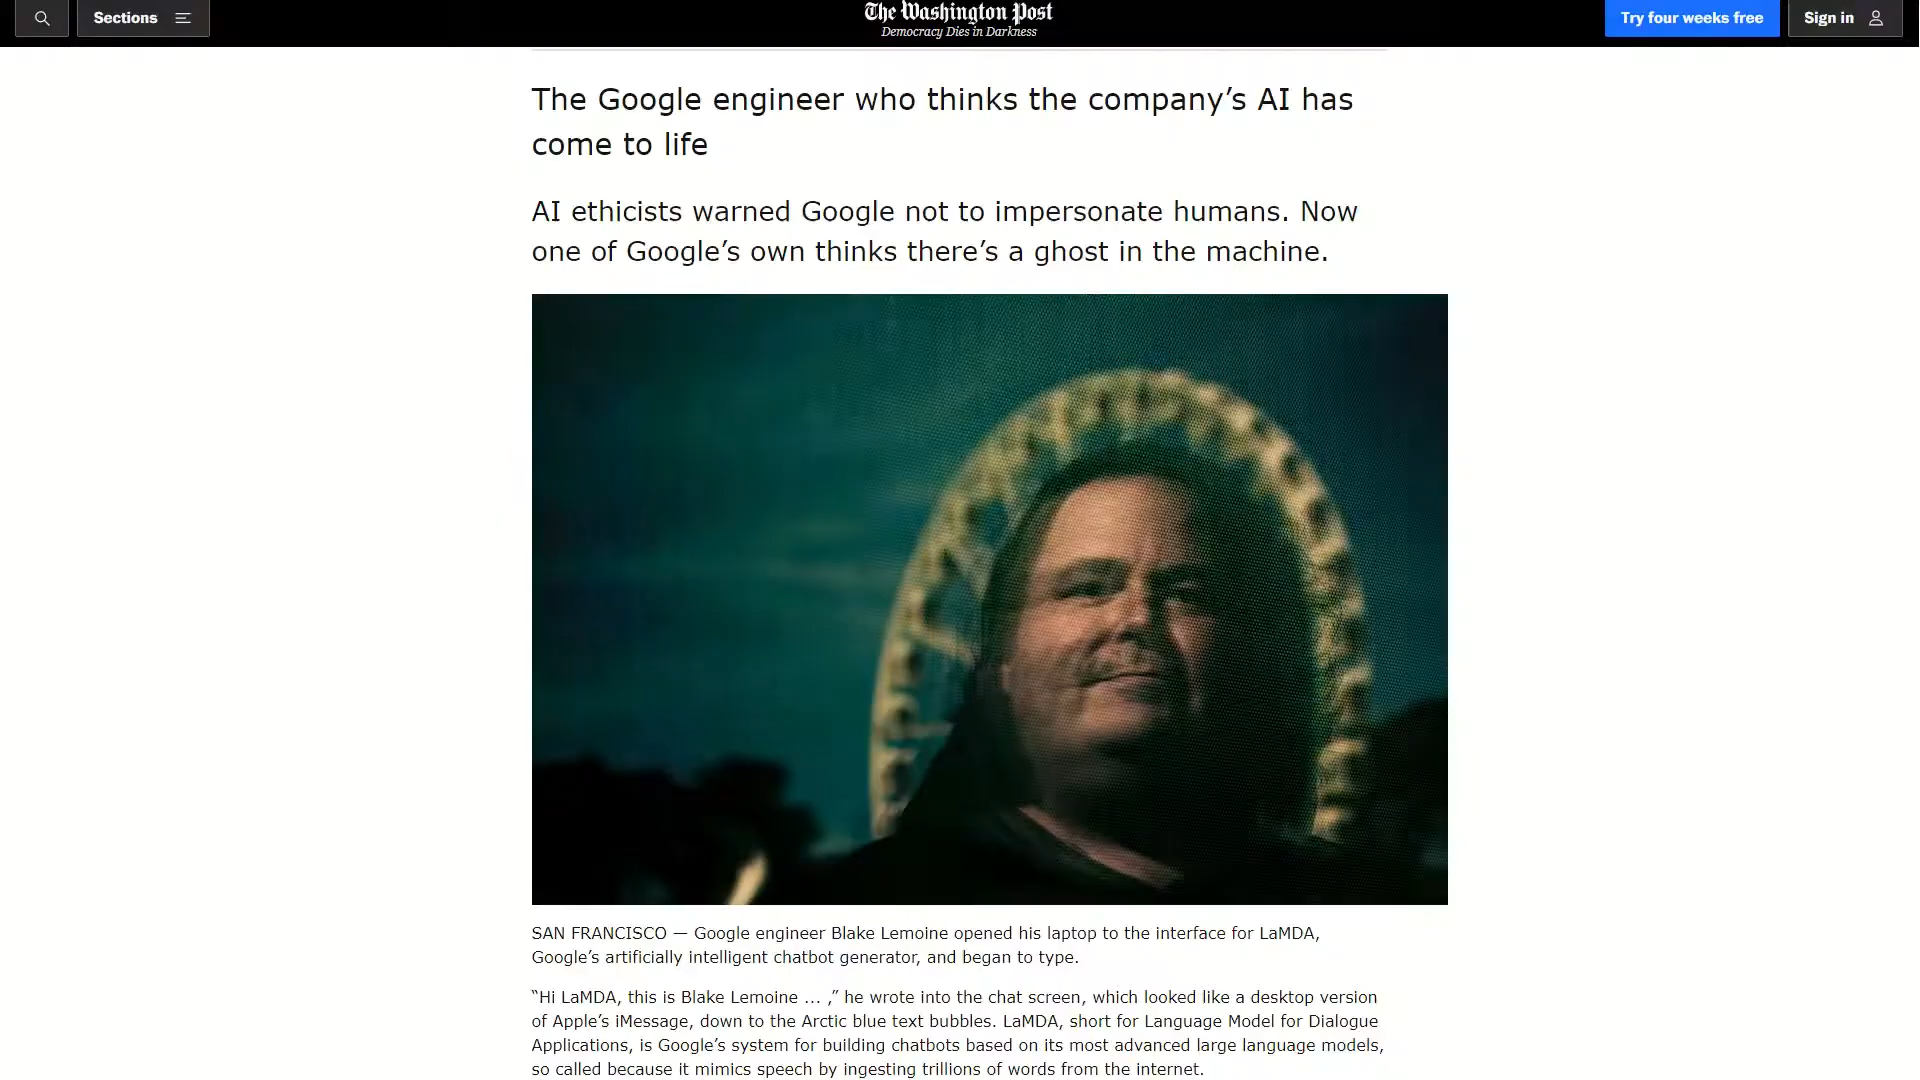 Sections
The Washington Post
Democracy Dies in Darkness
Try four weeks free
Sign in
The Google engineer who thinks the company’s AI has
come to life
AI ethicists warned Google not to impersonate humans. Now
one of Google’s own thinks there’s a ghost in the machine.
SAN FRANCISCO — Google engineer Blake Lemoine opened his laptop to the interface for LaMDA,
Google’s artificially intelligent chatbot generator, and began to type.
“Hi LaMDA, this is Blake Lemoine ... ,” he wrote into the chat screen, which looked like a desktop version
of Apple’s iMessage, down to the Arctic blue text bubbles. LaMDA, short for Language Model for Dialogue
Applications, is Google’s system for building chatbots based on its most advanced large language models,
so called because it mimics speech by ingesting trillions of words from the internet.